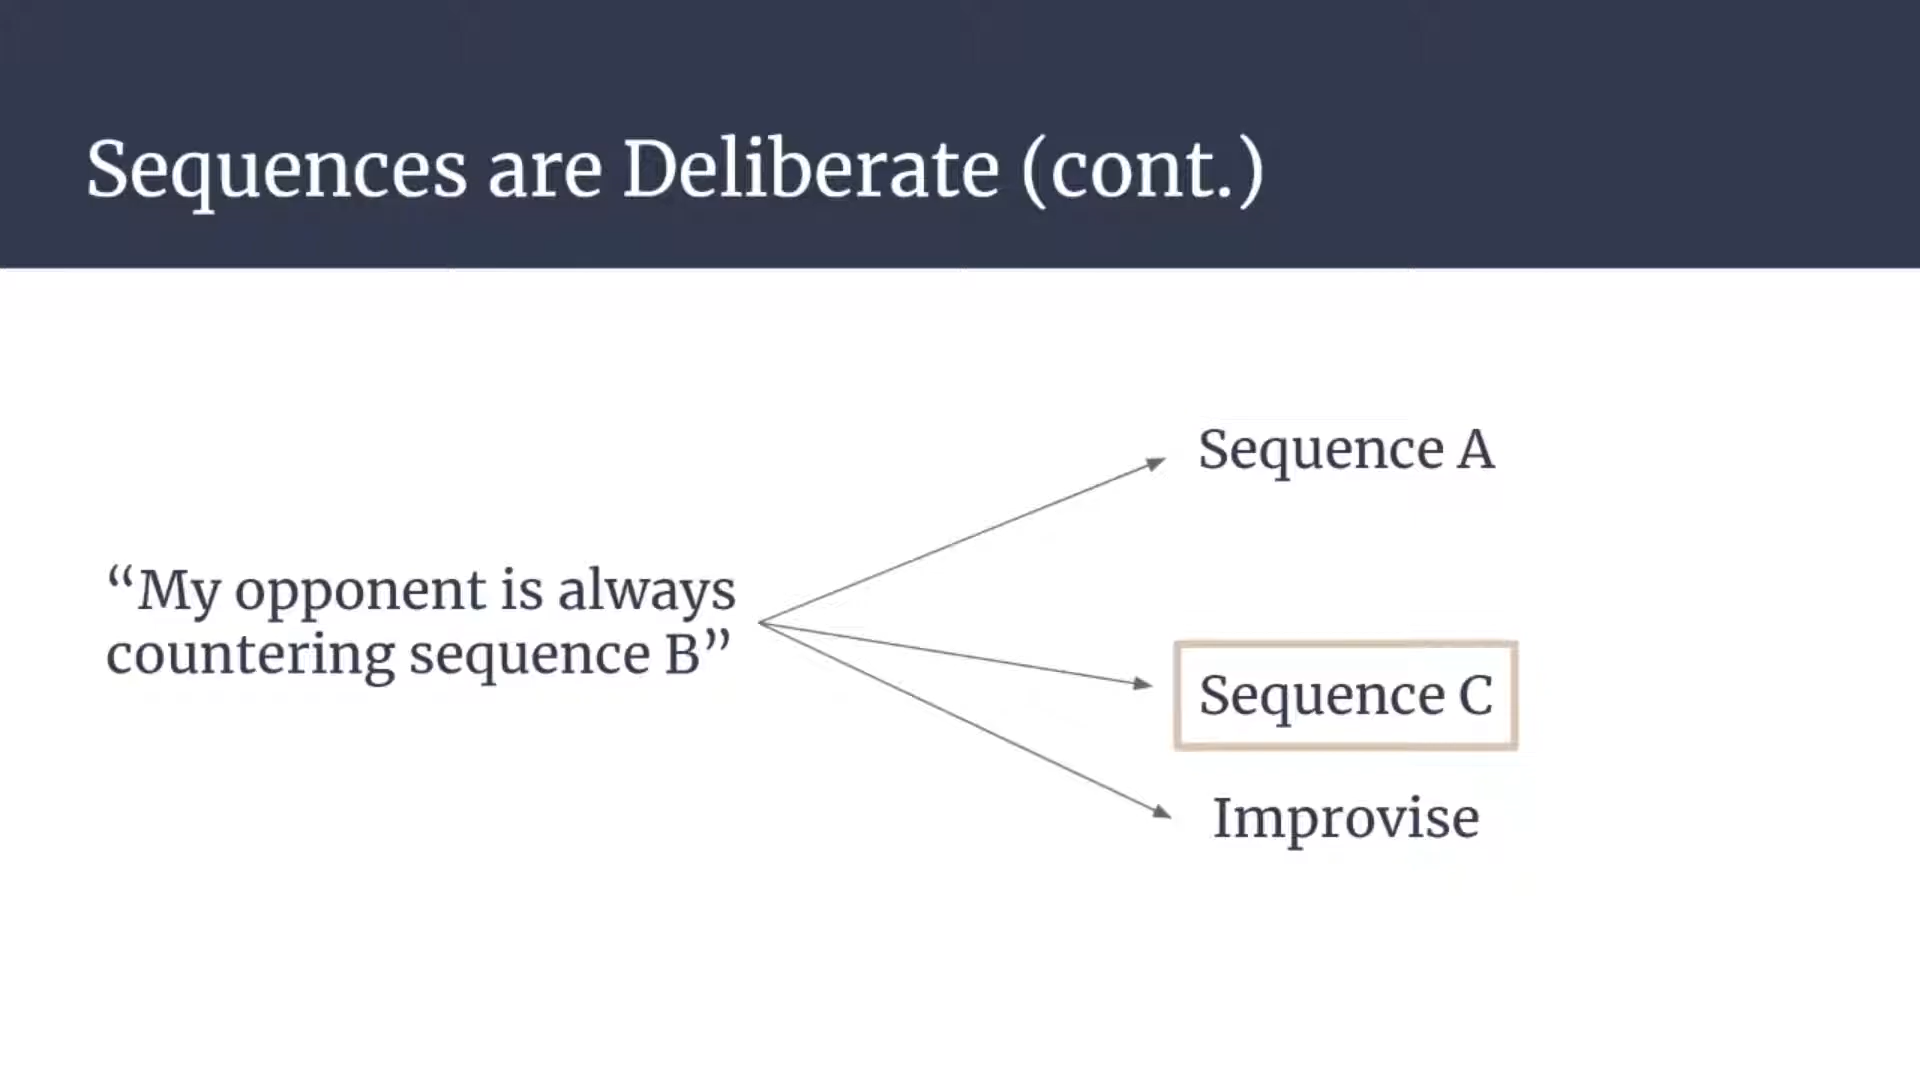 Sequences are Deliberate (cont.)
“My opponent is always
countering sequence B”
Sequence A
Sequence C
Improvise